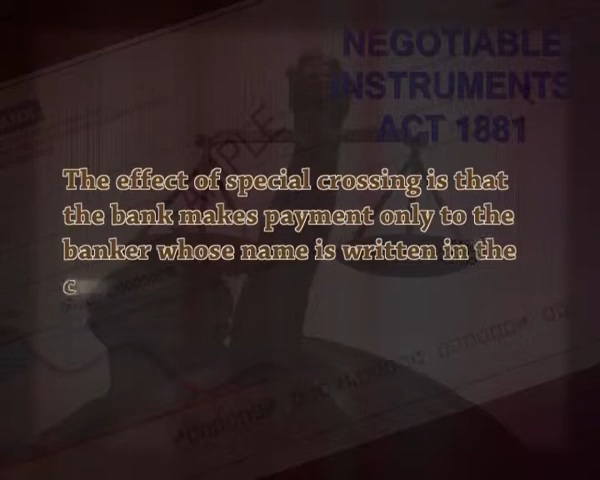 NEGOTIABLE
INSTRUMENTS
ACT 1881
The effect of special crossing is that
the bank makes payment only to the
banker whose name is written in the
c